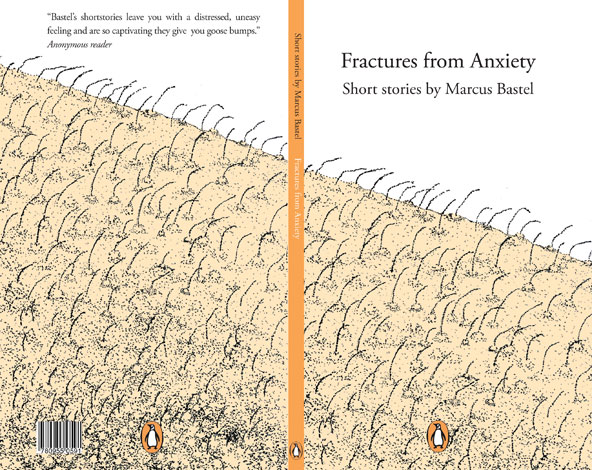 “Bastel’s shortstories leave you with a distressed, uneasy
feeling and are so captivating they give you goose bumps.”
Anonymous reader
Short stories by Marcus Bastel
Fractures from Anxiety
Fractures from Anxiety
Short stories by Marcus Bastel